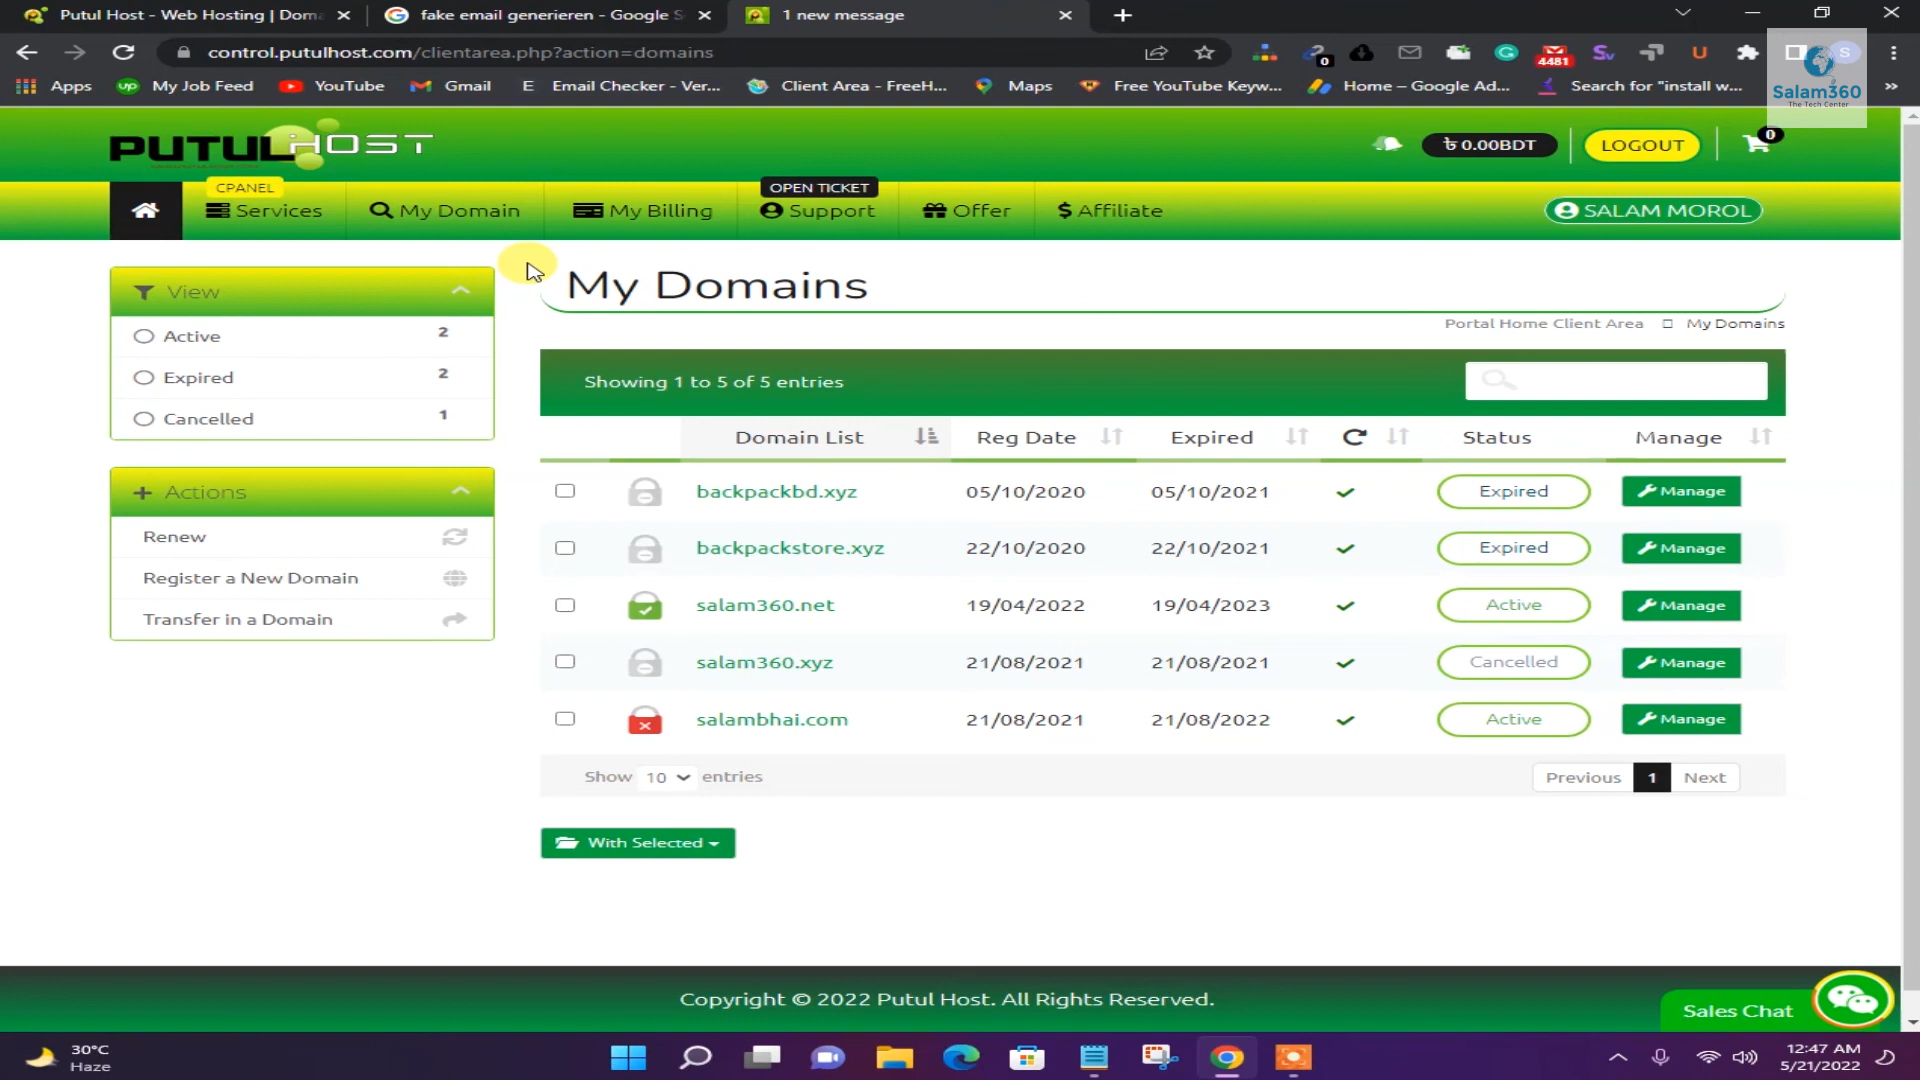 Putul Host - Web Hosting | Doma
fake email generieren - Google S
1 new message
control.putulhost.com/clientarea.php?action=domains
0
4481
Apps
My Job Feed
YouTube
Gmail
Email Checker - Ver...
Client Area - FreeH...
Maps
Free YouTube Keyw...
Home – Google Ad...
Search for "install w...
Salam360
The Tech Center
PUTULHOST
৳ 0.00BDT
LOGOUT
0
CPANEL
OPEN TICKET
Services
My Domain
My Billing
Support
Offer
$ Affiliate
SALAM MOROL
View
Active 2
Expired 2
Cancelled 1
Actions
Renew
Register a New Domain
Transfer in a Domain
My Domains
Portal Home Client Area My Domains
Showing 1 to 5 of 5 entries
Domain List Reg Date Expired Status Manage
backpackbd.xyz 05/10/2020 05/10/2021 Expired Manage
backpackstore.xyz 22/10/2020 22/10/2021 Expired Manage
salam360.net 19/04/2022 19/04/2023 Active Manage
salam360.xyz 21/08/2021 21/08/2021 Cancelled Manage
salambhai.com 21/08/2021 21/08/2022 Active Manage
Show 10 entries
Previous 1 Next
With Selected
Copyright © 2022 Putul Host. All Rights Reserved.
Sales Chat
30°C
Haze
12:47 AM
5/21/2022